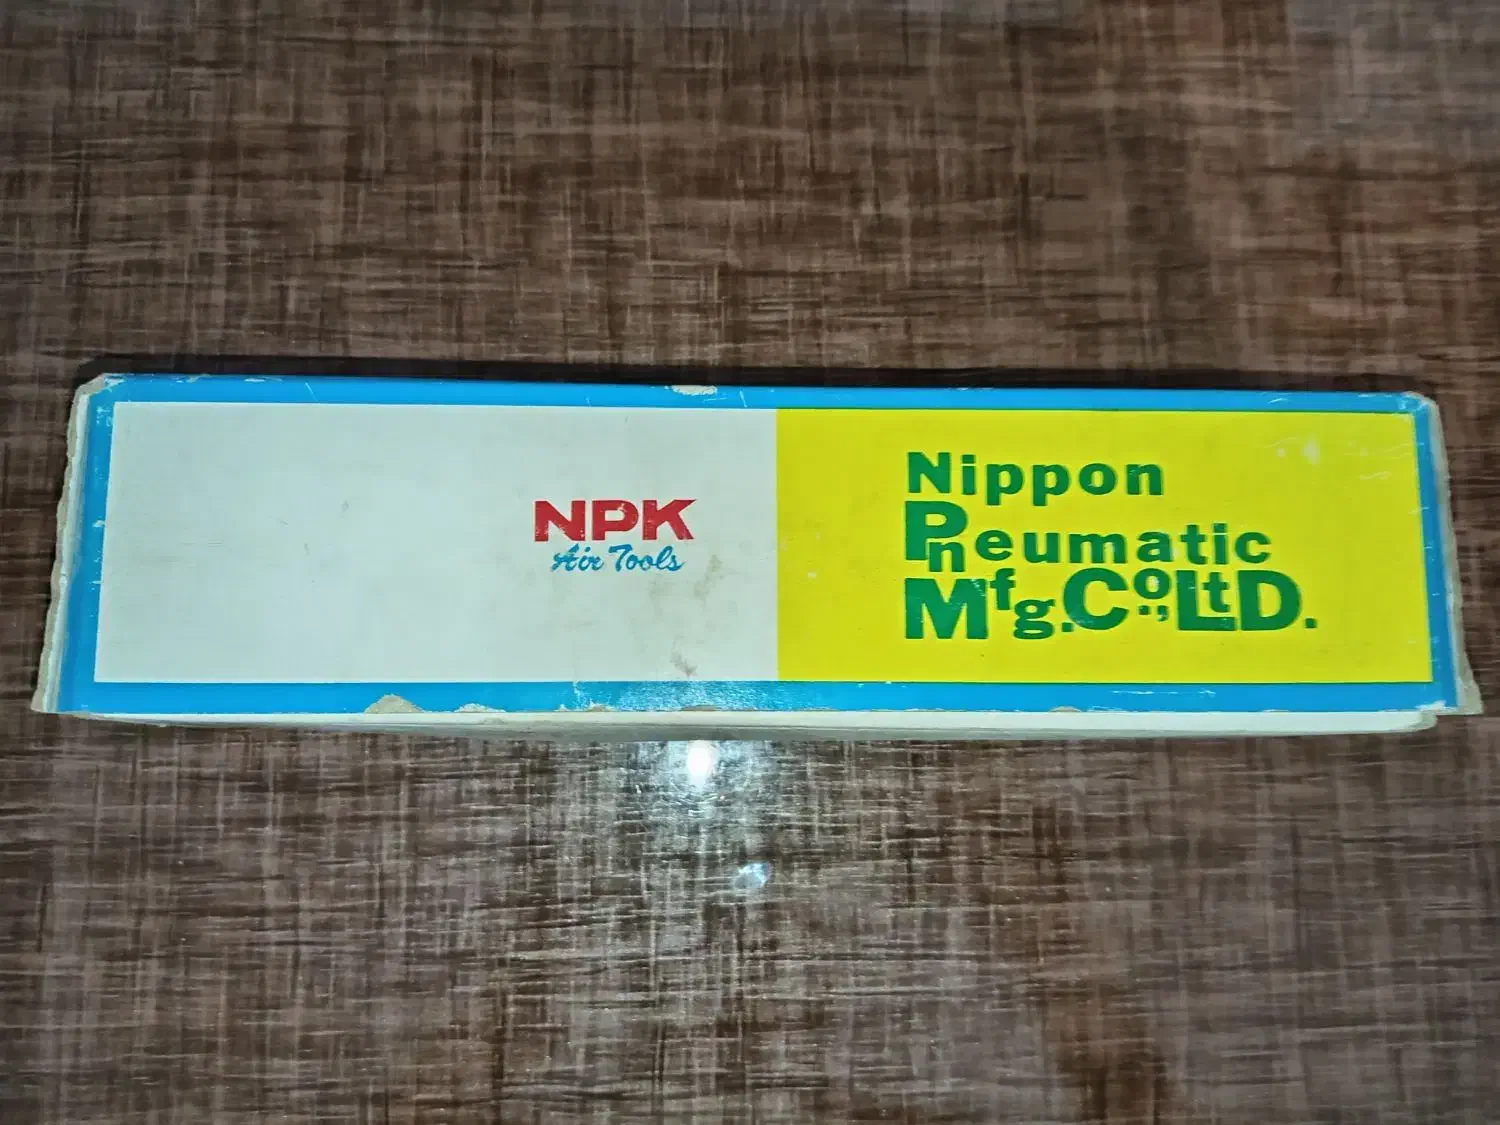 NPK
Air Tools
Nippon
Pneumatic
Mfg.Co.,LtD.